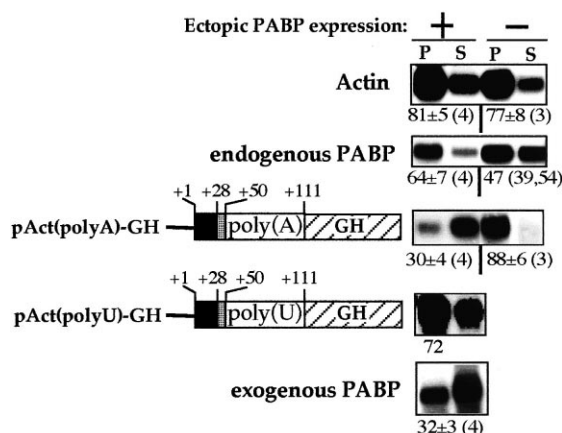 Ectopic PABP expression: + −
P S P S
Actin
81±5 (4) 77±8 (3)
endogenous PABP
64±7 (4) 47 (39,54)
+1 +28 +50 +111
pAct(polyA)-GH poly(A) GH
30±4 (4) 88±6 (3)
+1 +28 +50 +111
pAct(polyU)-GH poly(U) GH
72
exogenous PABP
32±3 (4)